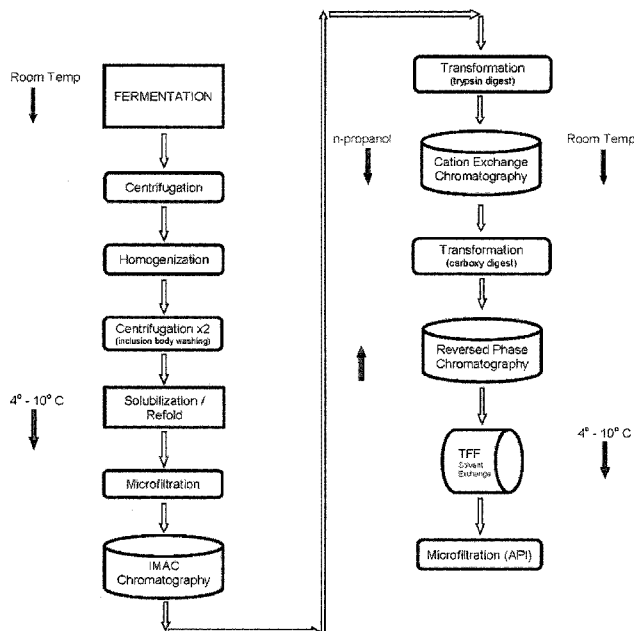 Room Temp
FERMENTATION
Centrifugation
Homogenization
Centrifugation x2
(inclusion body washing)
4° - 10° C
Solubilization /
Refold
Microfiltration
IMAC
Chromatography
Transformation
(trypsin digest)
n-propanol
Room Temp
Cation Exchange
Chromatography
Transformation
(carboxy digest)
Reversed Phase
Chromatography
TFF
Solvent
Exchange
4° - 10° C
Microfiltration (API)